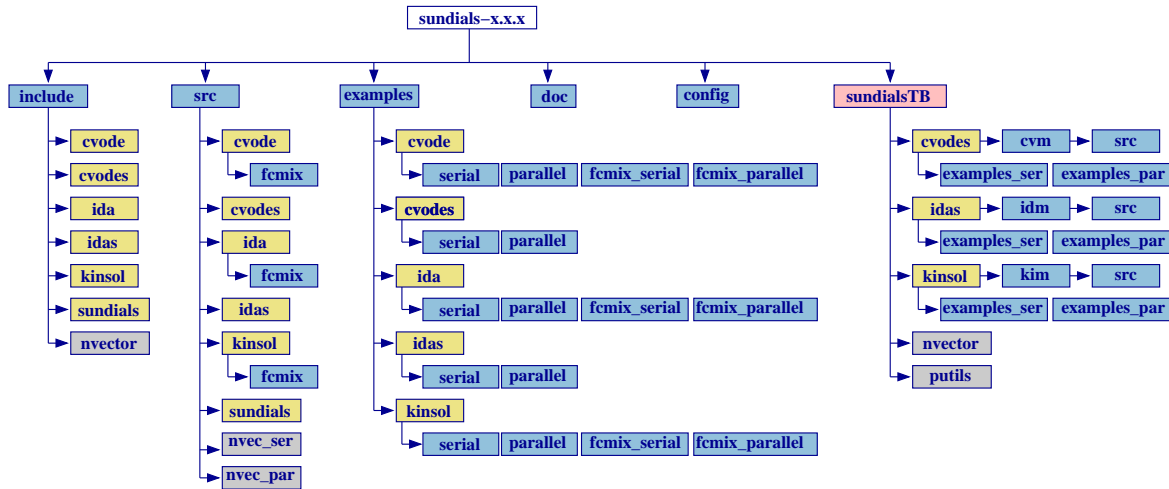 sundials−x.x.x
include src examples doc config sundialsTB
cvode cvode cvode cvodes cvm src
cvodes fcmix serial parallel fcmix_serial fcmix_parallel examples_ser examples_par
ida cvodes cvodes idas idm src
idas ida serial parallel examples_ser examples_par
kinsol fcmix ida kinsol kim src
sundials idas serial parallel fcmix_serial fcmix_parallel examples_ser examples_par
nvector kinsol idas nvector
fcmix serial parallel putils
sundials kinsol
nvec_ser serial parallel fcmix_serial fcmix_parallel
nvec_par